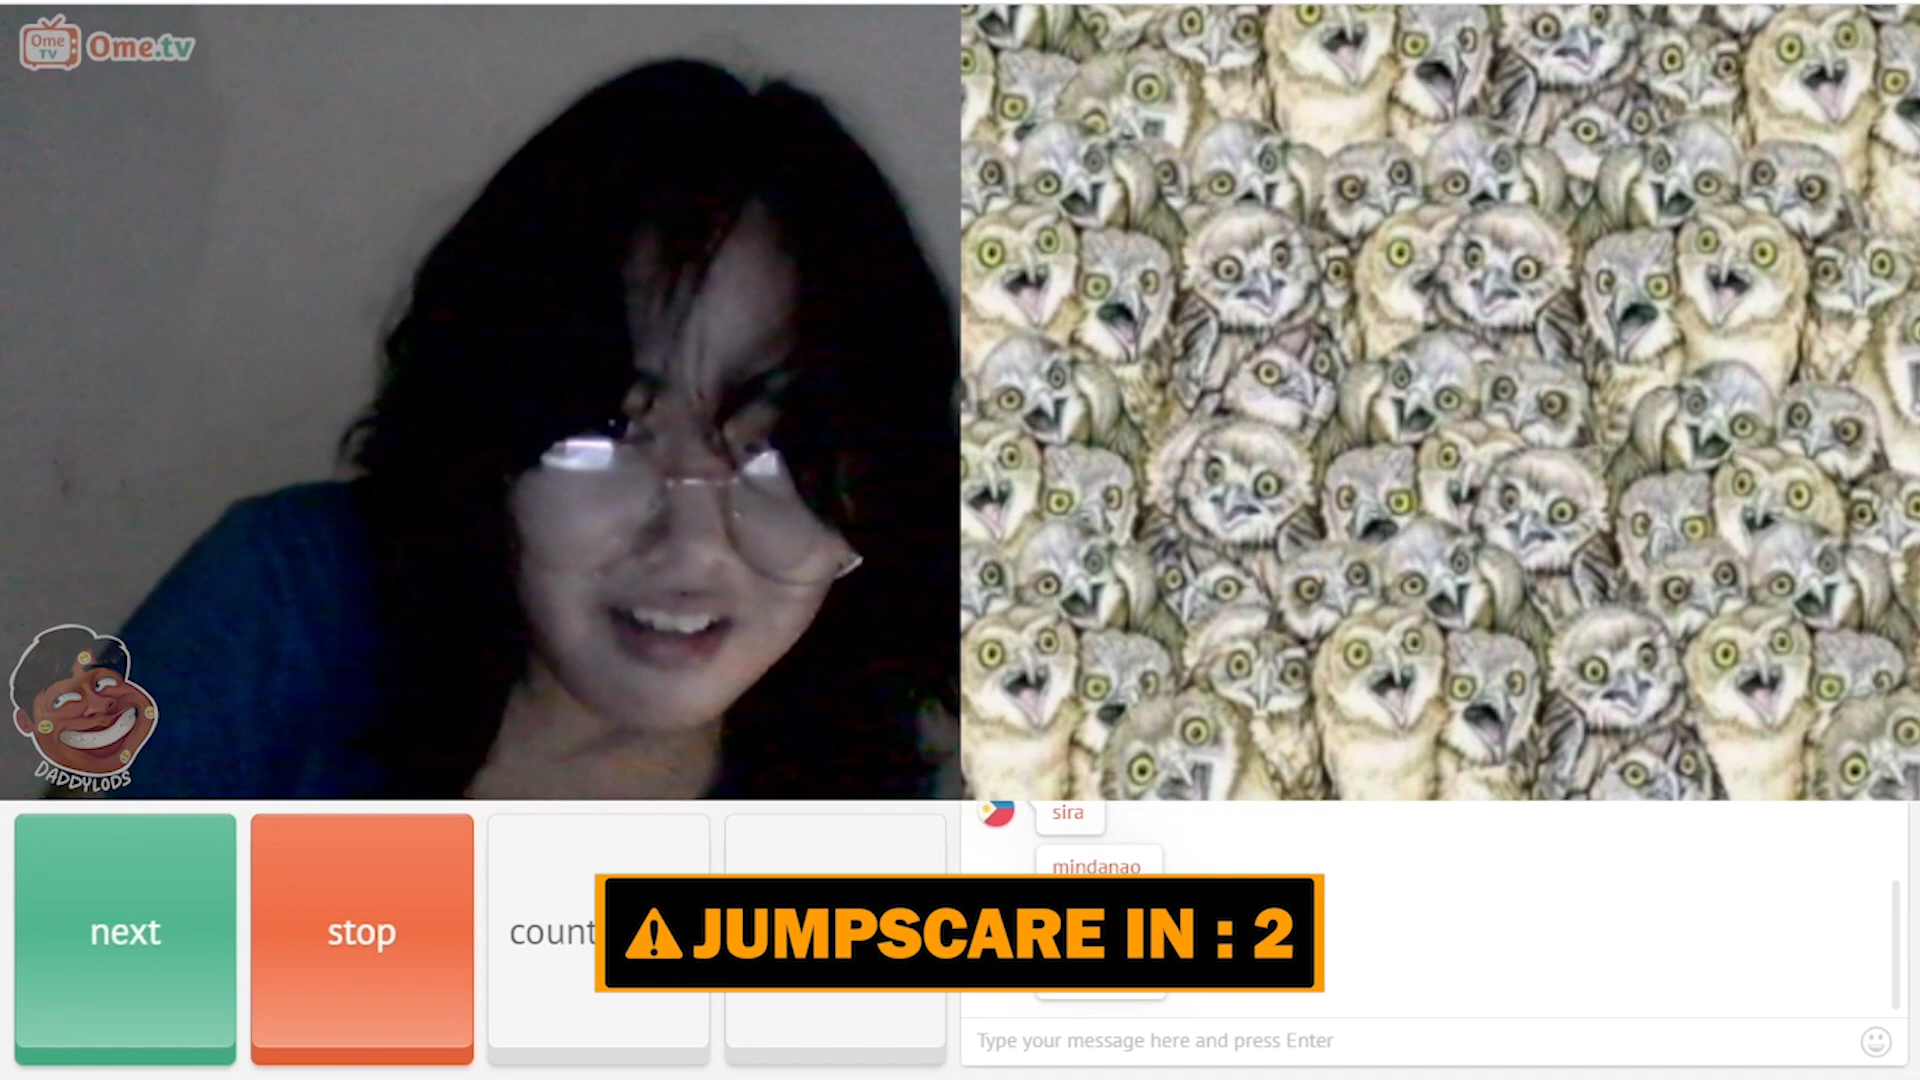 Ome TV
Ome.tv
DADDYLODS
sira
mindanao
next
stop
count
⚠JUMPSCARE IN : 2
Type your message here and press Enter